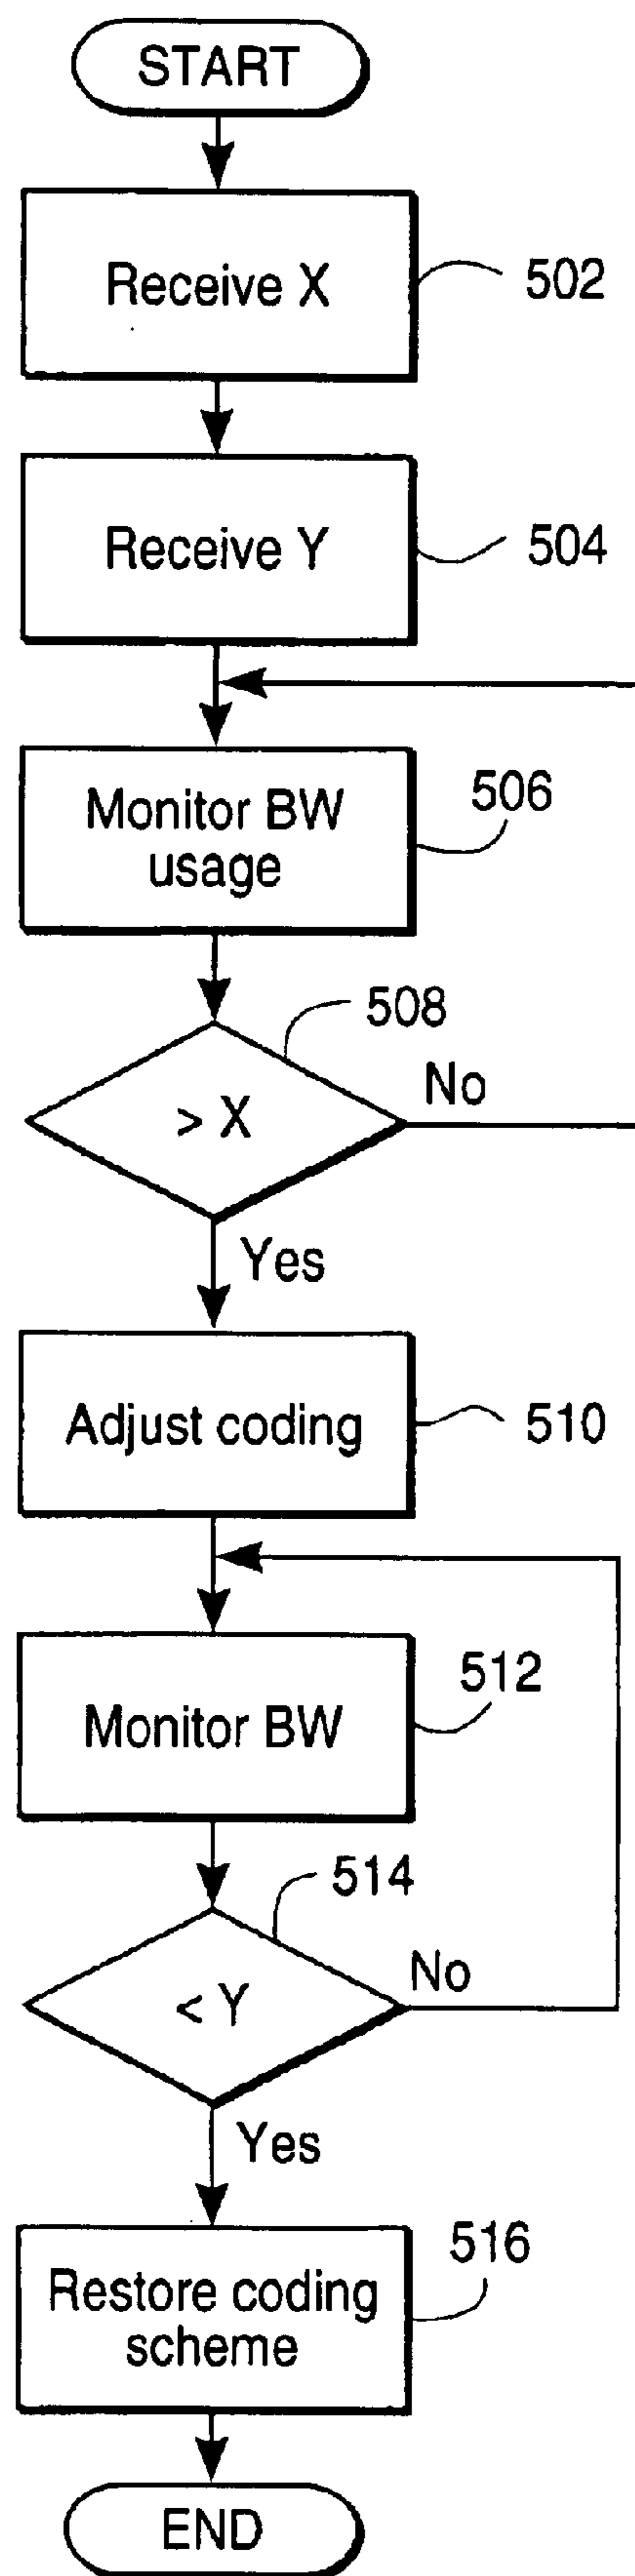 START
Receive X
502
Receive Y
504
Monitor BW
usage
506
508
> X
No
Yes
Adjust coding
510
Monitor BW
512
514
< Y
No
Yes
Restore coding
scheme
516
END